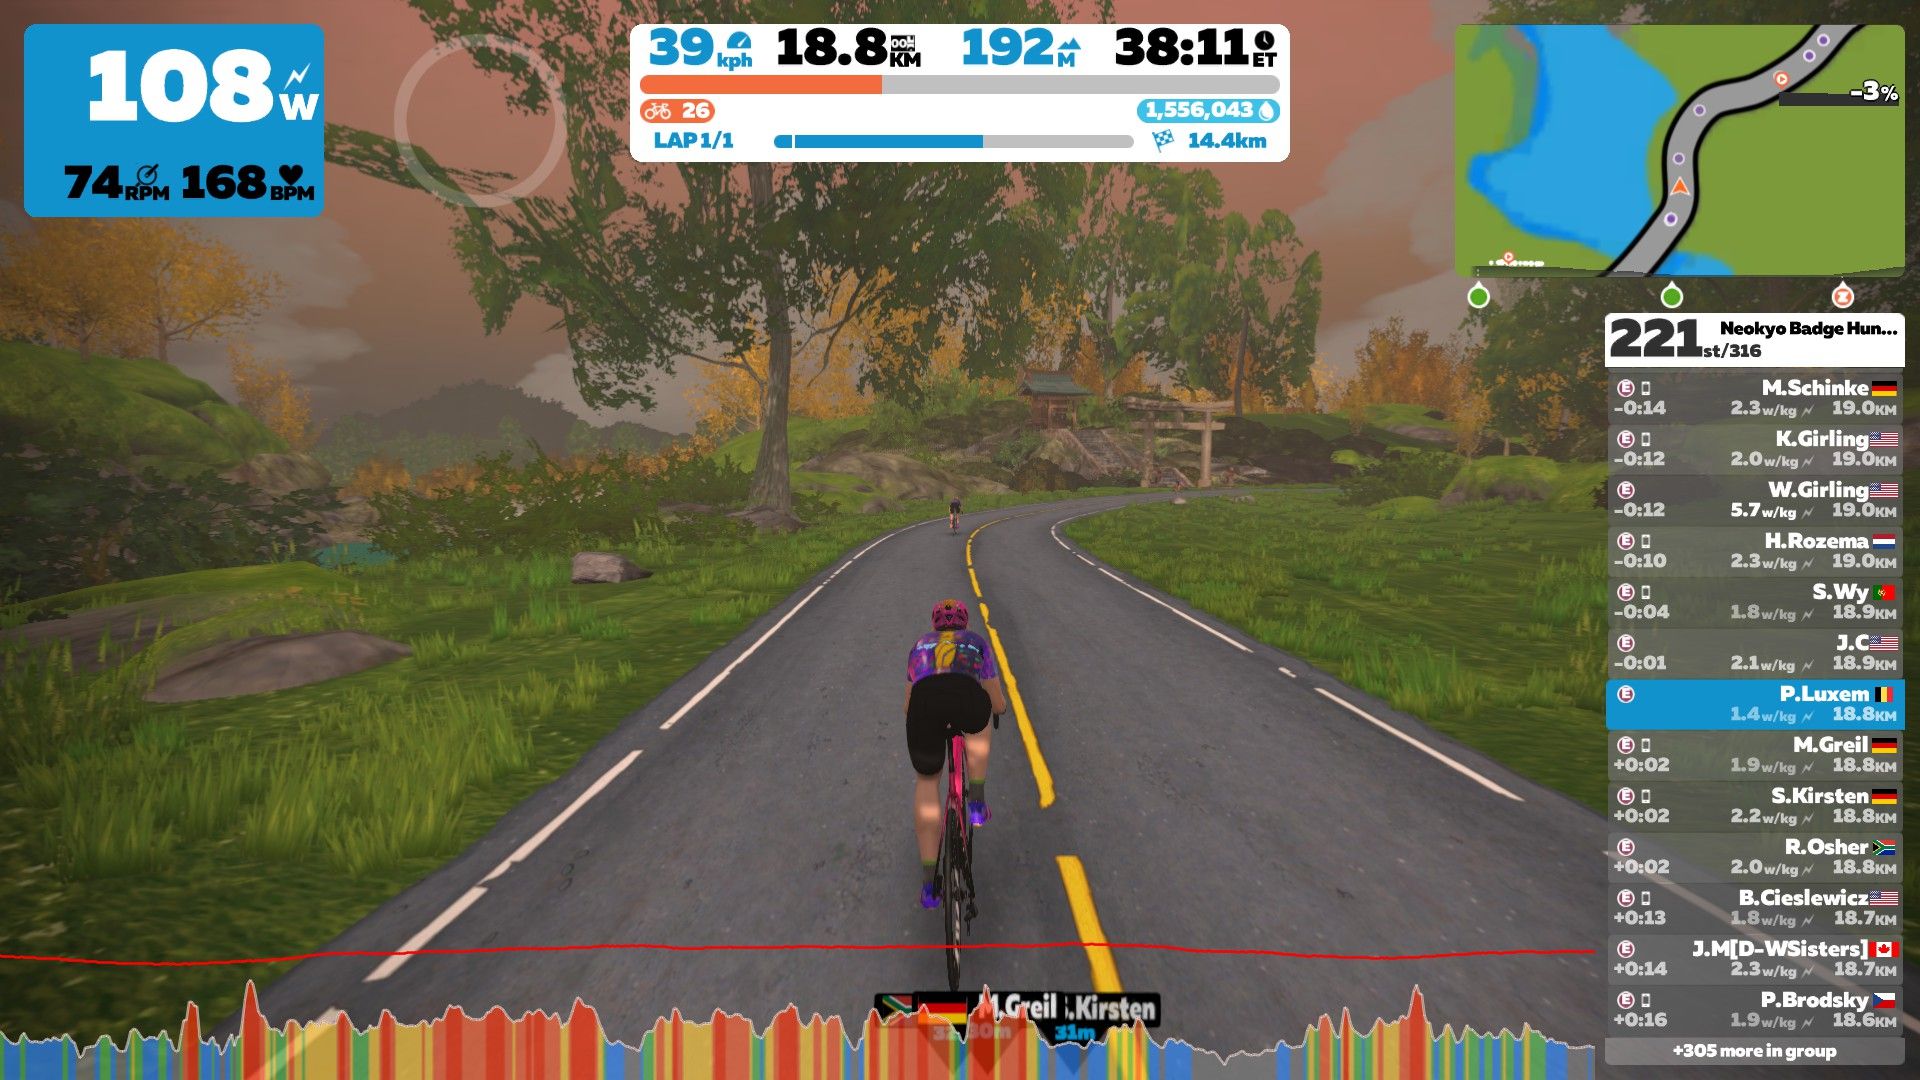 108W
74RPM 168BPM
39kph 18.8KM 192M 38:11ET
26 1,556,043
LAP 1/1 14.4km
-3%
221st/316 Neokyo Badge Hun...
E M.Schinke
-0:14 2.3w/kg 19.0KM
E K.Girling
-0:12 2.0w/kg 19.0KM
E W.Girling
-0:12 5.7w/kg 19.0KM
E H.Rozema
-0:10 2.3w/kg 19.0KM
E S.Wy
-0:04 1.8w/kg 18.9KM
E J.C
-0:01 2.1w/kg 18.9KM
E P.Luxem
1.4w/kg 18.8KM
E M.Greil
+0:02 1.9w/kg 18.8KM
E S.Kirsten
+0:02 2.2w/kg 18.8KM
E R.Osher
+0:02 2.0w/kg 18.8KM
E B.Cieslewicz
+0:13 1.8w/kg 18.7KM
E J.M[D-WSisters]
+0:14 2.3w/kg 18.7KM
E P.Brodsky
+0:16 1.9w/kg 18.6KM
+305 more in group
M.Greil .Kirsten
30m 31m